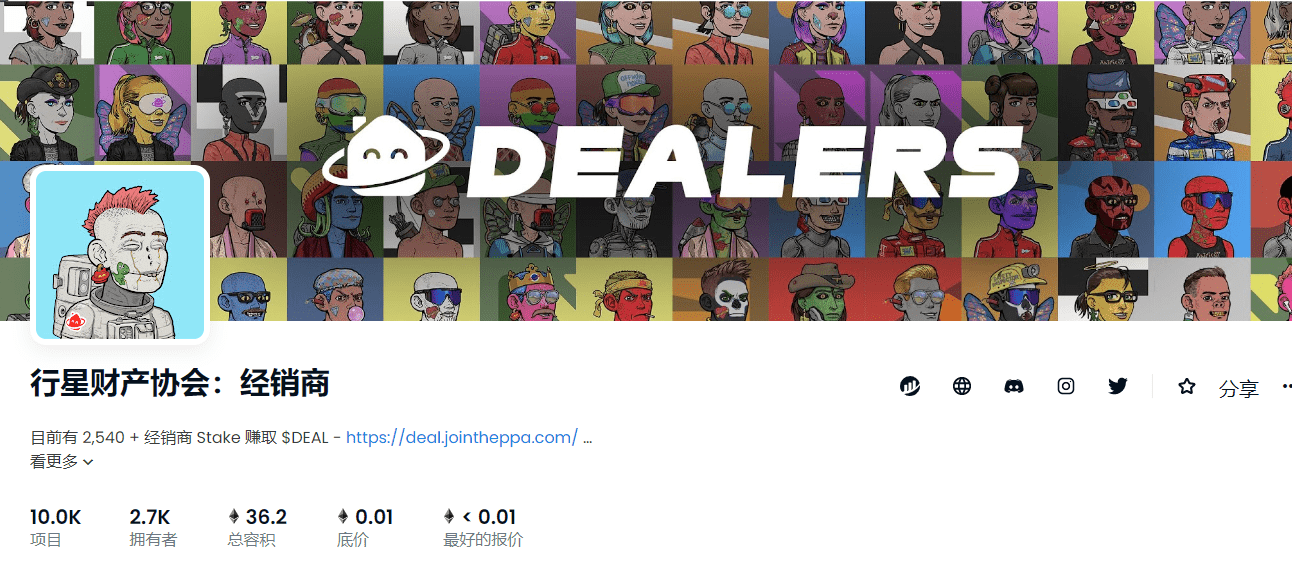 DEALERS
行星财产协会：经销商
分享
目前有 2,540 + 经销商 Stake 赚取 $DEAL - https://deal.jointheppa.com/ ...
看更多
10.0K 2.7K 36.2 0.01 < 0.01
项目 拥有者 总容积 底价 最好的报价